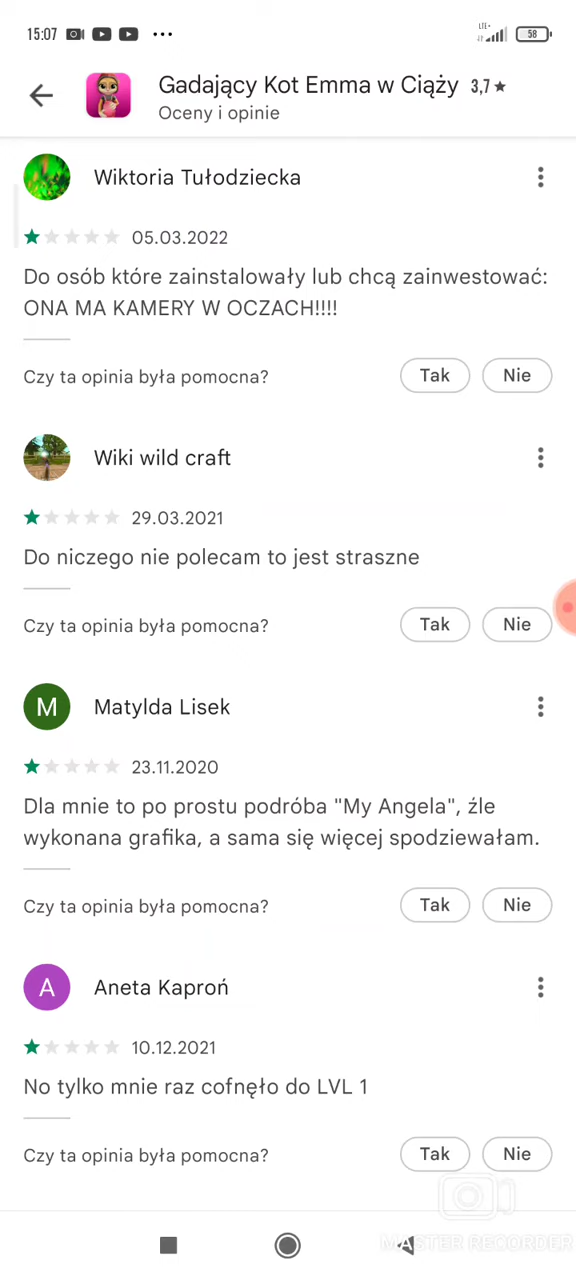 15:07
LTE+
58
Gadający Kot Emma w Ciąży 3,7★
Oceny i opinie
Wiktoria Tułodziecka
05.03.2022
Do osób które zainstalowały lub chcą zainwestować:
ONA MA KAMERY W OCZACH!!!!
Czy ta opinia była pomocna? Tak Nie
Wiki wild craft
29.03.2021
Do niczego nie polecam to jest straszne
Czy ta opinia była pomocna? Tak Nie
M Matylda Lisek
23.11.2020
Dla mnie to po prostu podróba "My Angela", źle
wykonana grafika, a sama się więcej spodziewałam.
Czy ta opinia była pomocna? Tak Nie
A Aneta Kaproń
10.12.2021
No tylko mnie raz cofnęło do LVL 1
Czy ta opinia była pomocna? Tak Nie
MASTER RECORDER